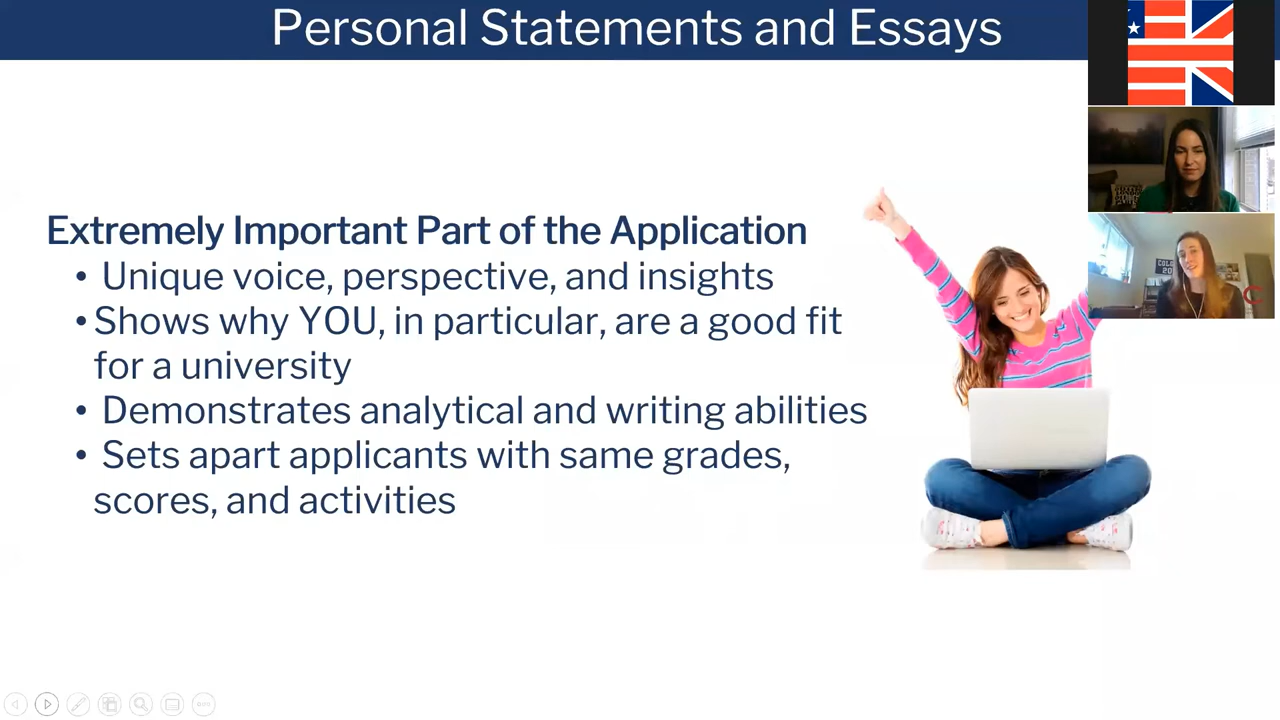 Personal Statements and Essays
Extremely Important Part of the Application
• Unique voice, perspective, and insights
• Shows why YOU, in particular, are a good fit
for a university
• Demonstrates analytical and writing abilities
• Sets apart applicants with same grades,
scores, and activities